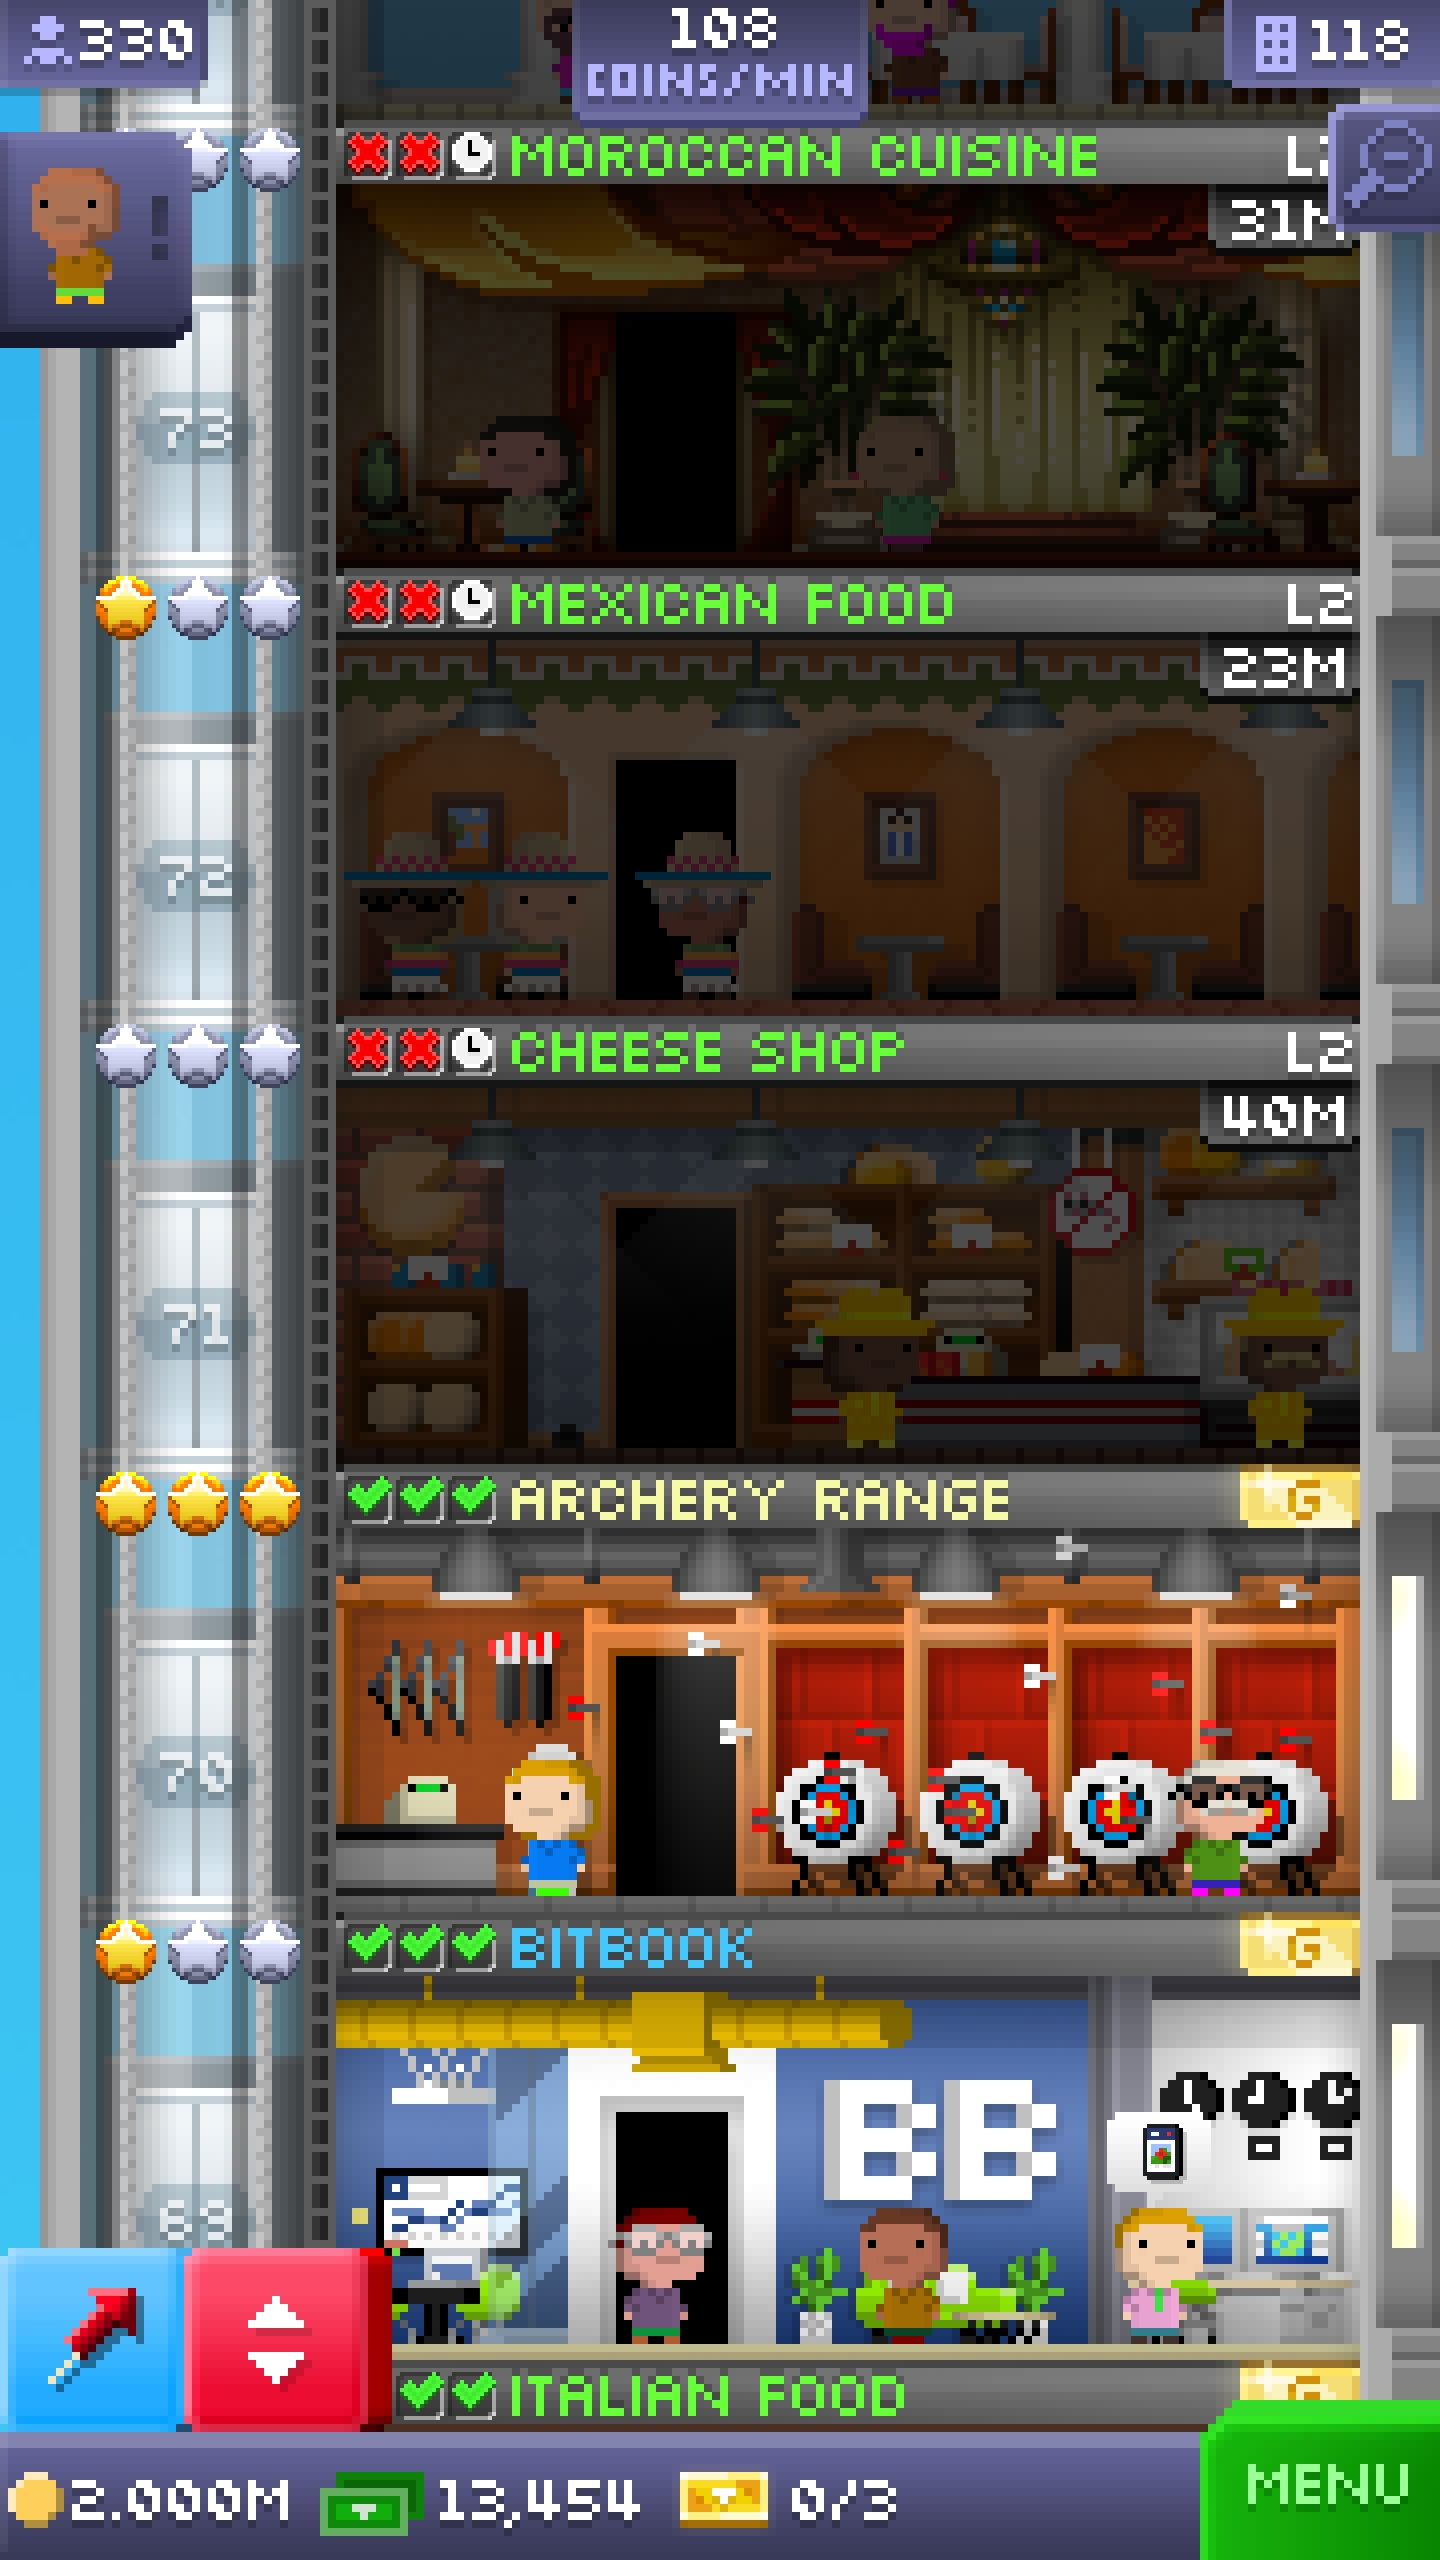 330
108
COINS/MIN
118
MOROCCAN CUISINE
31M
73
MEXICAN FOOD L2
23M
72
CHEESE SHOP L2
40M
71
ARCHERY RANGE G
70
BITBOOK G
BB
69
ITALIAN FOOD G
2.000M 13,454 0/3
MENU